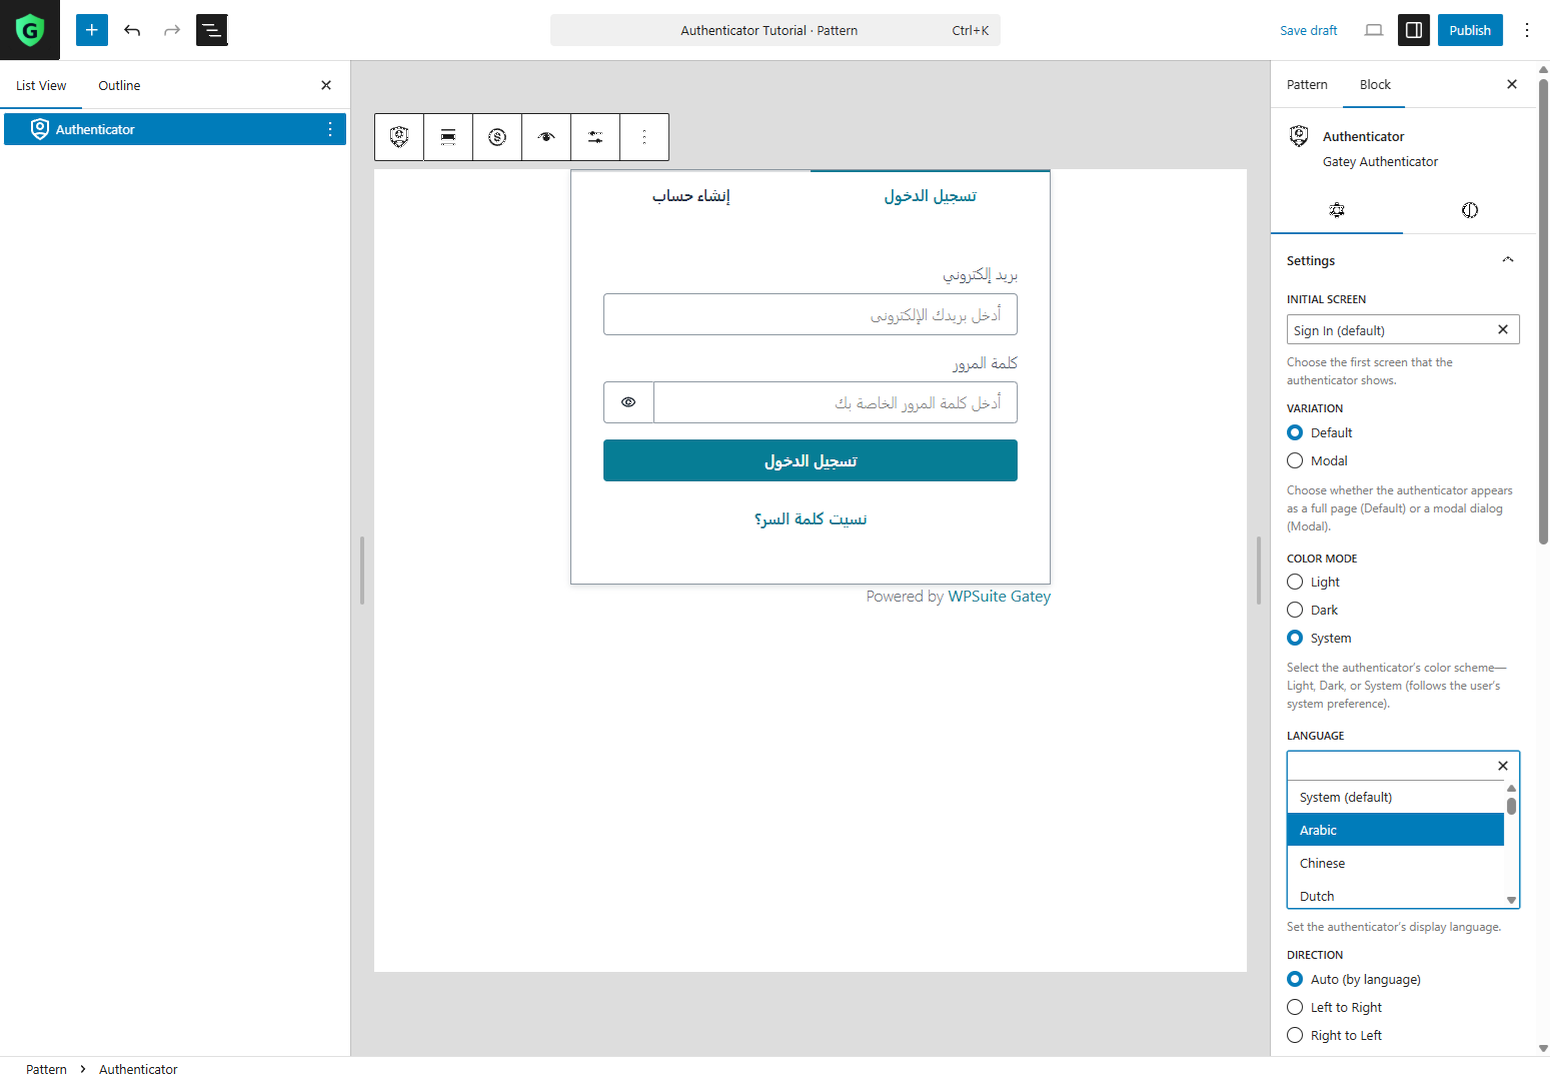 Authenticator Tutorial · Pattern
Ctrl+K
Save draft
Publish
List View
Outline
Authenticator
تسجيل الدخول
إنشاء حساب
بريد إلكتروني
أدخل بريدك الإلكترونى
كلمة المرور
أدخل كلمة المرور الخاصة بك
تسجيل الدخول
نسيت كلمة السر؟
Powered by WPSuite Gatey
Pattern
Block
Authenticator
Gatey Authenticator
Settings
INITIAL SCREEN
Sign In (default)
Choose the first screen that the
authenticator shows.
VARIATION
Default
Modal
Choose whether the authenticator appears
as a full page (Default) or a modal dialog
(Modal).
COLOR MODE
Light
Dark
System
Select the authenticator's color scheme—
Light, Dark, or System (follows the user's
system preference).
LANGUAGE
System (default)
Arabic
Chinese
Dutch
Set the authenticator's display language.
DIRECTION
Auto (by language)
Left to Right
Right to Left
Pattern
Authenticator